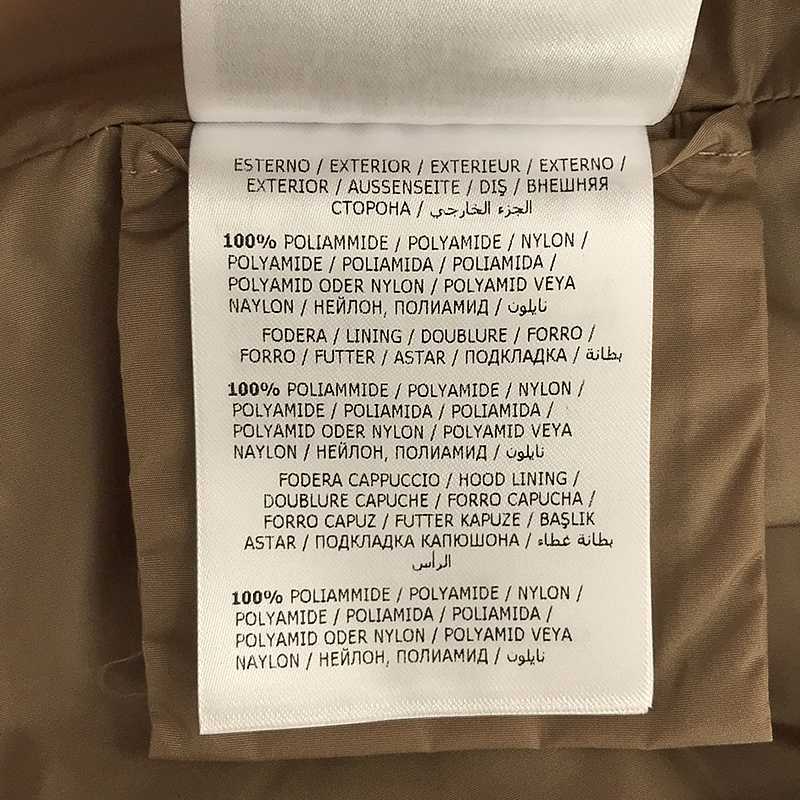 ESTERNO / EXTERIOR / EXTERIEUR / EXTERNO /
EXTERIOR / AUSSENSEITE / DIŞ / ВНЕШНЯЯ
СТОРОНА / الجزء الخارجي
100% POLIAMMIDE / POLYAMIDE / NYLON /
POLYAMIDE / POLIAMIDA / POLIAMIDA /
POLYAMID ODER NYLON / POLYAMID VEYA
NAYLON / НЕЙЛОН, ПОЛИАМИД / نايلون
FODERA / LINING / DOUBLURE / FORRO /
FORRO / FUTTER / ASTAR / ПОДКЛАДКА / بطانة
100% POLIAMMIDE / POLYAMIDE / NYLON /
POLYAMIDE / POLIAMIDA / POLIAMIDA /
POLYAMID ODER NYLON / POLYAMID VEYA
NAYLON / НЕЙЛОН, ПОЛИАМИД / نايلون
FODERA CAPPUCCIO / HOOD LINING /
DOUBLURE CAPUCHE / FORRO CAPUCHA /
FORRO CAPUZ / FUTTER KAPUZE / BAŞLIK
ASTAR / ПОДКЛАДКА КАПЮШОНА / بطانة غطاء
الرأس
100% POLIAMMIDE / POLYAMIDE / NYLON /
POLYAMIDE / POLIAMIDA / POLIAMIDA /
POLYAMID ODER NYLON / POLYAMID VEYA
NAYLON / НЕЙЛОН, ПОЛИАМИД / نايلون